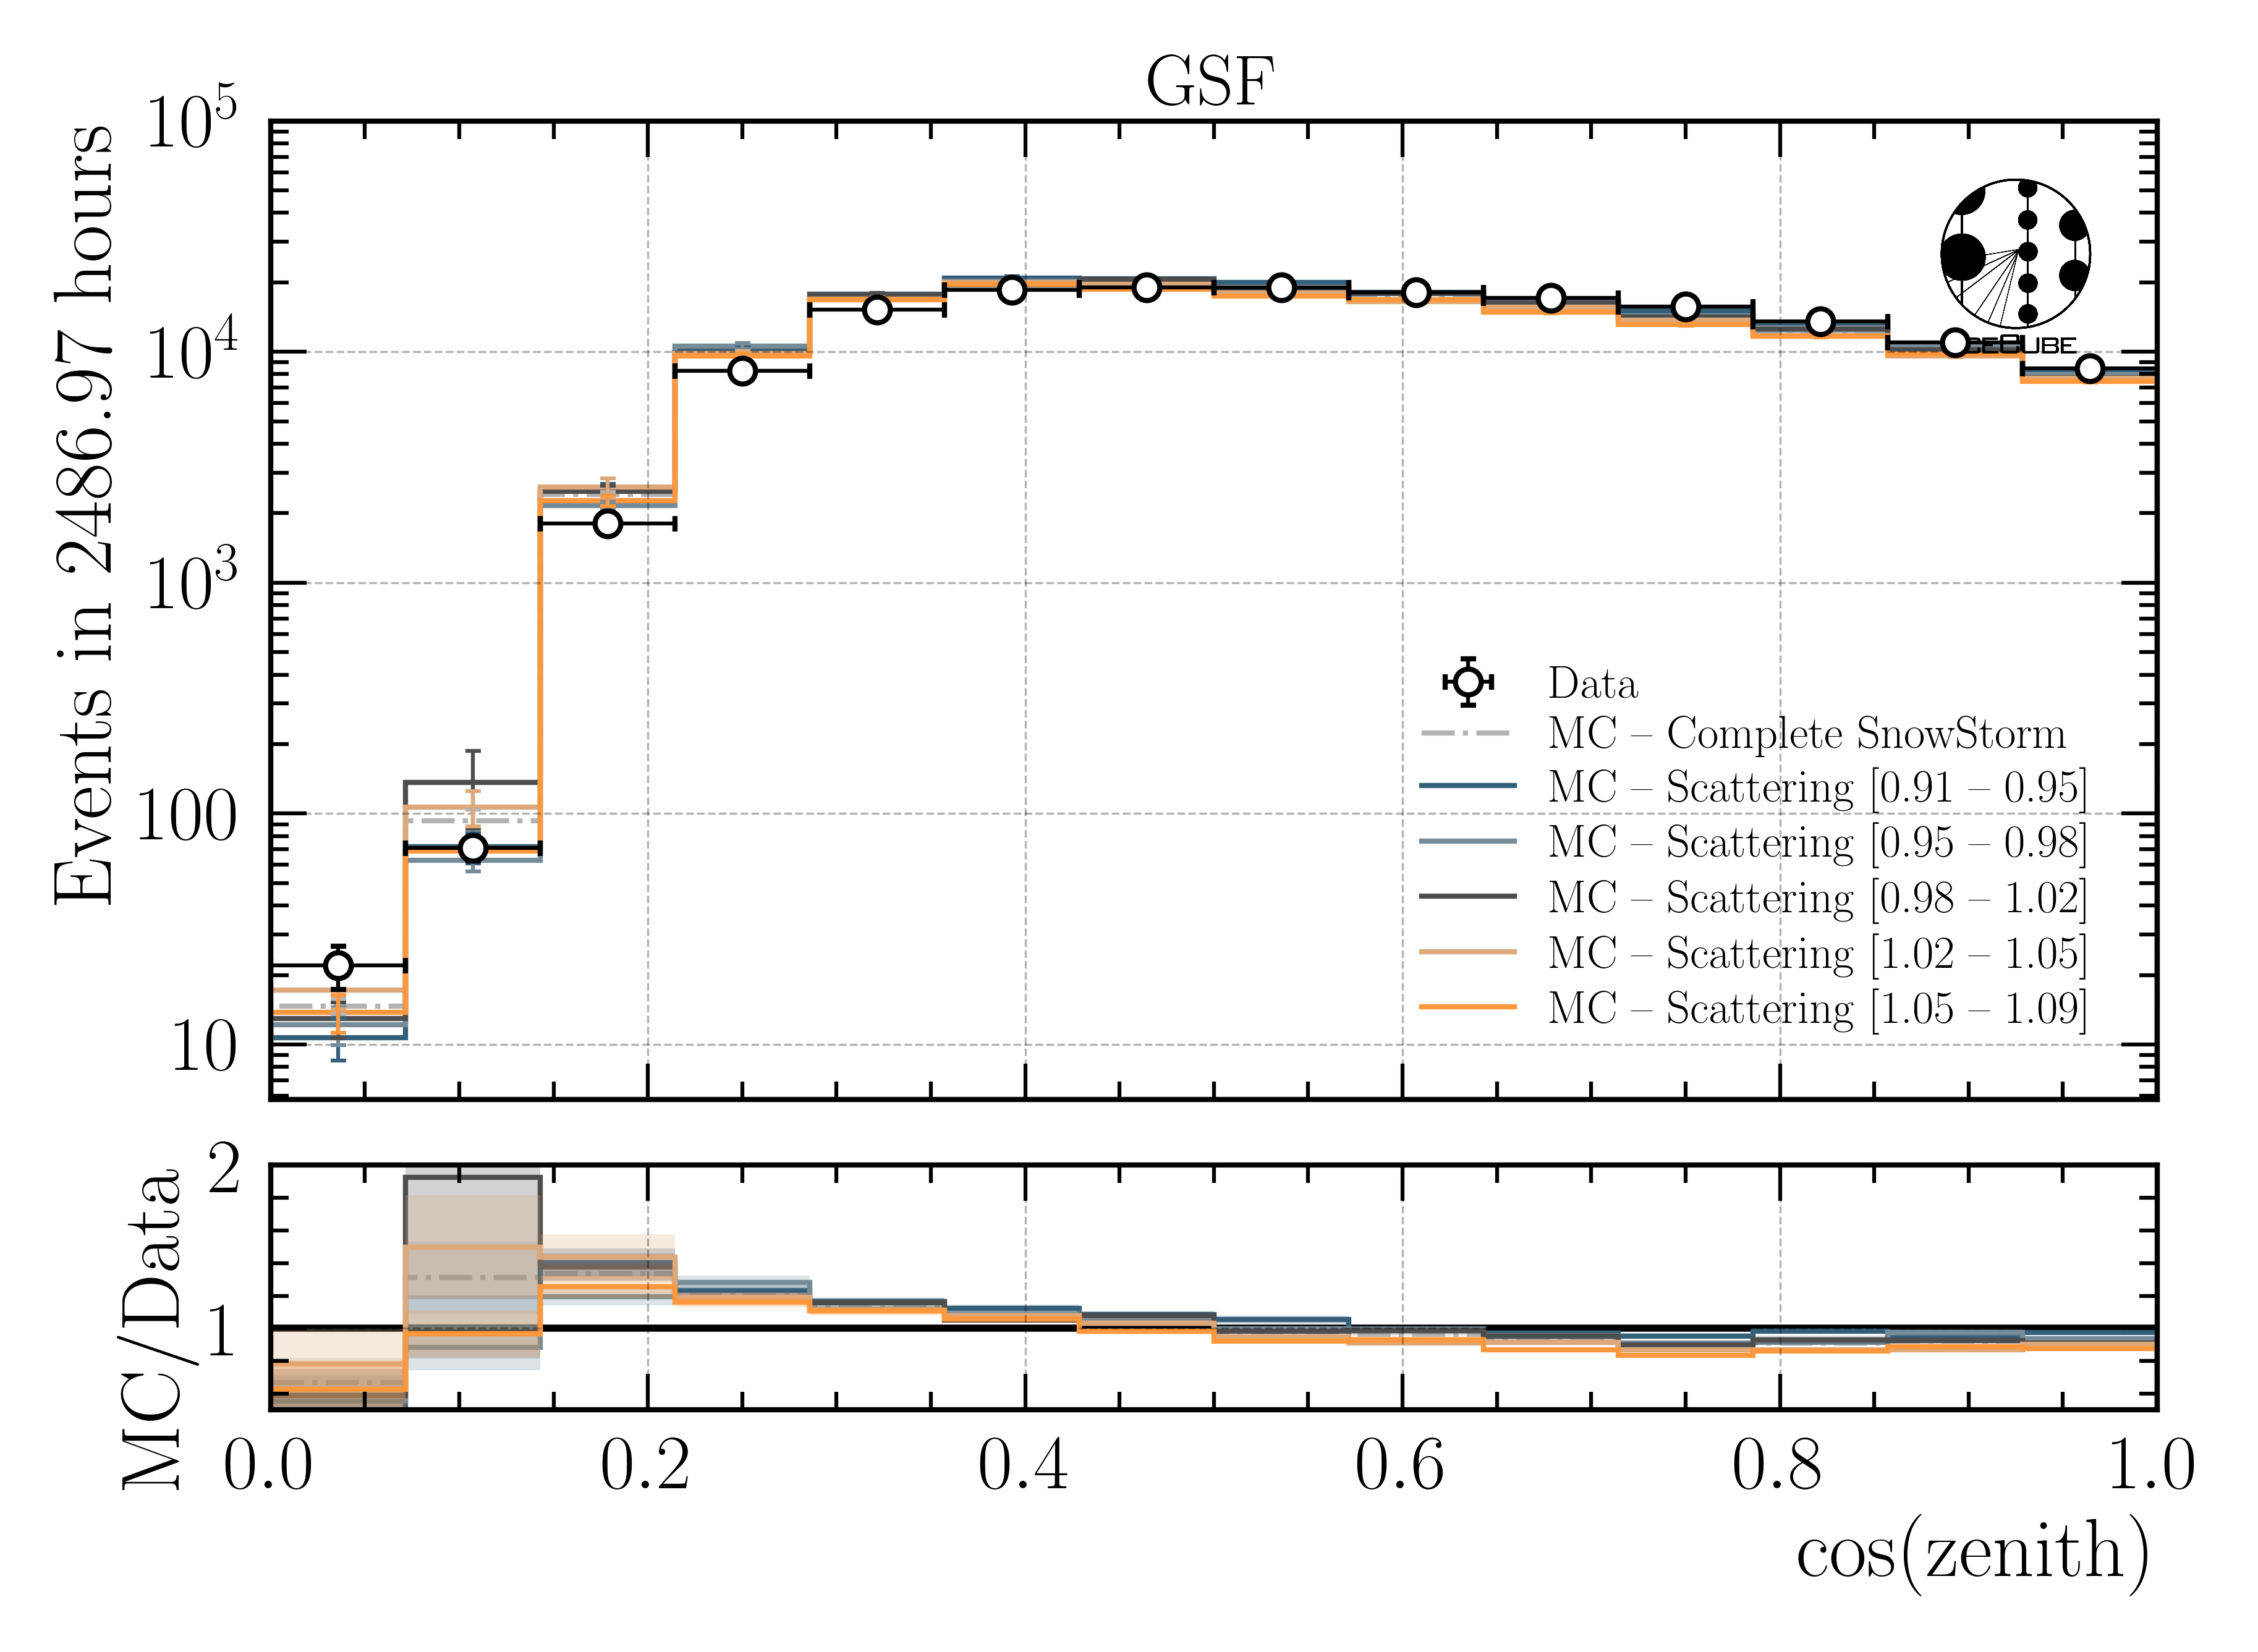 GSF
Events in 2486.97 hours
10^5
10^4
10^3
100
10
Data
MC – Complete SnowStorm
MC – Scattering [0.91 – 0.95]
MC – Scattering [0.95 – 0.98]
MC – Scattering [0.98 – 1.02]
MC – Scattering [1.02 – 1.05]
MC – Scattering [1.05 – 1.09]
MC/Data
2
1
0.0 0.2 0.4 0.6 0.8 1.0
cos(zenith)